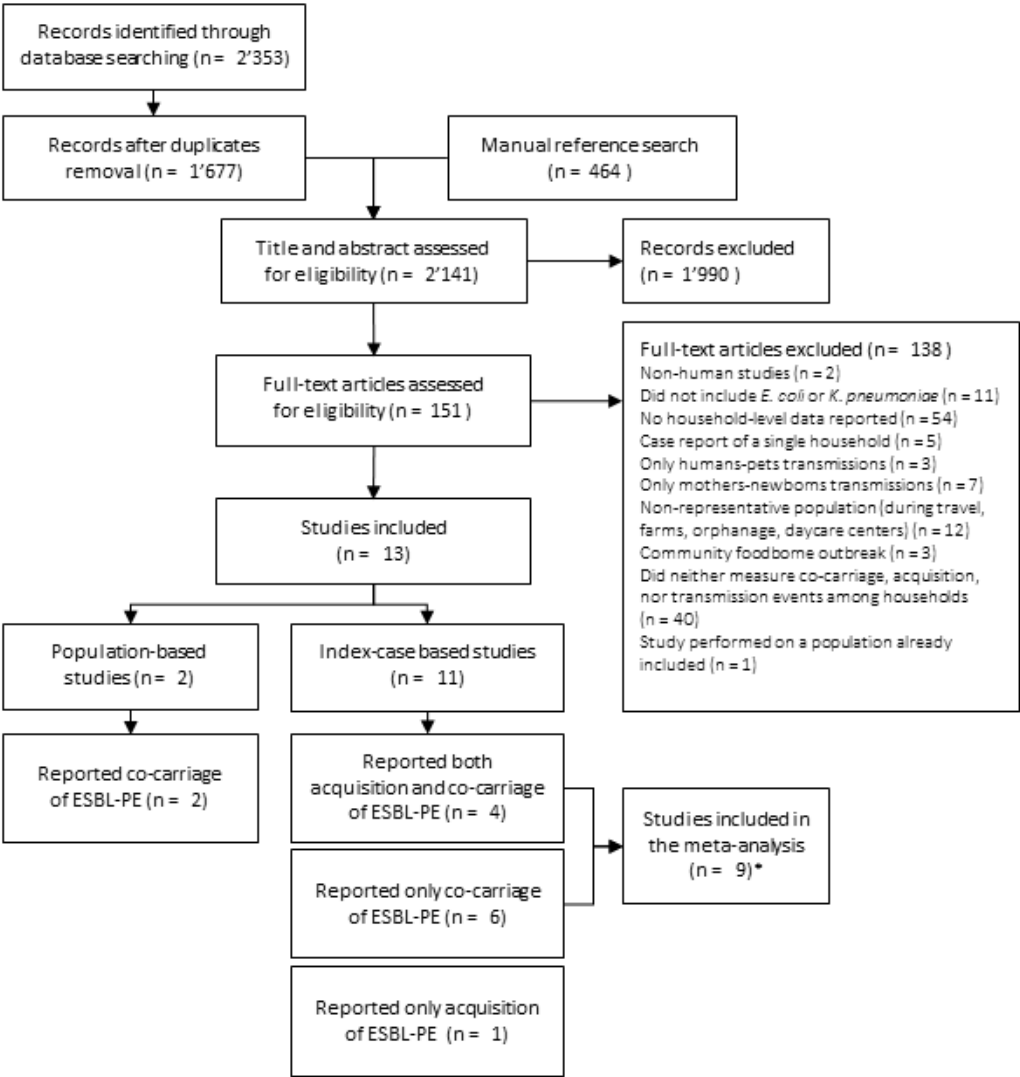 Records identified through
database searching (n = 2'353)
Records after duplicates
removal (n = 1'677)
Manual reference search
(n = 464 )
Title and abstract assessed
for eligibility (n = 2'141)
Records excluded
(n = 1'990 )
Full-text articles assessed
for eligibility (n = 151 )
Full-text articles excluded (n = 138 )
Non-human studies (n = 2)
Did not include E. coli or K. pneumoniae (n = 11)
No household-level data reported (n = 54)
Case report of a single household (n = 5)
Only humans-pets transmissions (n = 3)
Only mothers-newborns transmissions (n = 7)
Non-representative population (during travel,
farms, orphanage, daycare centers) (n = 12)
Community foodborne outbreak (n = 3)
Did neither measure co-carriage, acquisition,
nor transmission events among households
(n = 40)
Study performed on a population already
included (n = 1)
Studies included
(n = 13)
Population-based
studies (n = 2)
Index-case based studies
(n = 11)
Reported co-carriage
of ESBL-PE (n = 2)
Reported both
acquisition and co-carriage
of ESBL-PE (n = 4)
Studies included in
the meta-analysis
(n = 9)*
Reported only co-carriage
of ESBL-PE (n = 6)
Reported only acquisition
of ESBL-PE (n = 1)